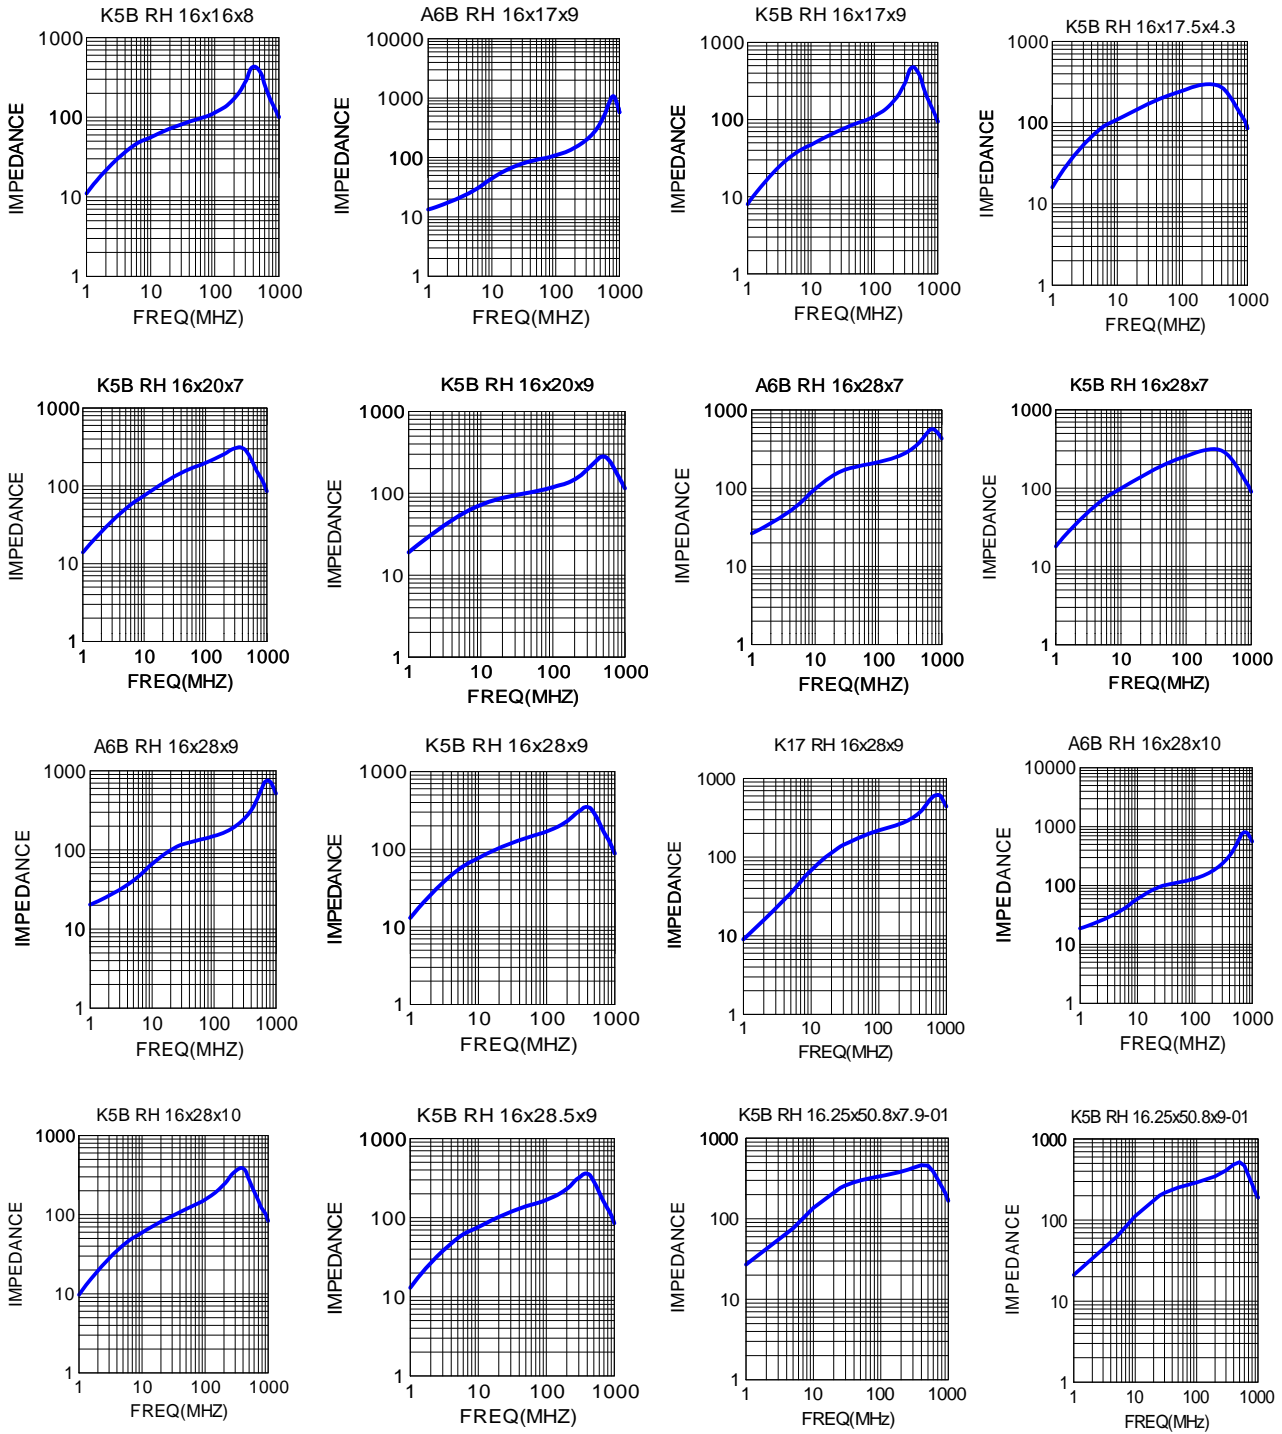 K5B RH 16x16x8
1000
100
10
1
1 10 100 1000
FREQ(MHZ)
IMPEDANCE
A6B RH 16x17x9
10000
1000
100
10
1
1 10 100 1000
FREQ(MHZ)
IMPEDANCE
K5B RH 16x17x9
1000
100
10
1
1 10 100 1000
FREQ(MHZ)
IMPEDANCE
K5B RH 16x17.5x4.3
1000
100
10
1
1 10 100 1000
FREQ(MHZ)
IMPEDANCE
K5B RH 16x20x7
1000
100
10
1
1 10 100 1000
FREQ(MHZ)
IMPEDANCE
K5B RH 16x20x9
1000
100
10
1
1 10 100 1000
FREQ(MHZ)
IMPEDANCE
A6B RH 16x28x7
1000
100
10
1
1 10 100 1000
FREQ(MHZ)
IMPEDANCE
K5B RH 16x28x7
1000
100
10
1
1 10 100 1000
FREQ(MHZ)
IMPEDANCE
A6B RH 16x28x9
1000
100
10
1
1 10 100 1000
FREQ(MHZ)
IMPEDANCE
K5B RH 16x28x9
1000
100
10
1
1 10 100 1000
FREQ(MHZ)
IMPEDANCE
K17 RH 16x28x9
1000
100
10
1
1 10 100 1000
FREQ(MHZ)
IMPEDANCE
A6B RH 16x28x10
10000
1000
100
10
1
1 10 100 1000
FREQ(MHZ)
IMPEDANCE
K5B RH 16x28x10
1000
100
10
1
1 10 100 1000
FREQ(MHZ)
IMPEDANCE
K5B RH 16x28.5x9
1000
100
10
1
1 10 100 1000
FREQ(MHZ)
IMPEDANCE
K5B RH 16.25x50.8x7.9-01
1000
100
10
1
1 10 100 1000
FREQ(MHz)
IMPEDANCE
K5B RH 16.25x50.8x9-01
1000
100
10
1
1 10 100 1000
FREQ(MHz)
IMPEDANCE